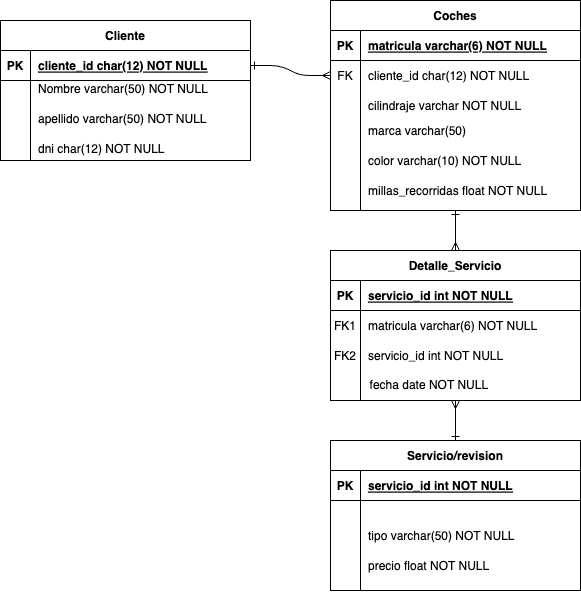 Cliente
PK cliente_id char(12) NOT NULL
Nombre varchar(50) NOT NULL
apellido varchar(50) NOT NULL
dni char(12) NOT NULL
Coches
PK matricula varchar(6) NOT NULL
FK cliente_id char(12) NOT NULL
cilindraje varchar NOT NULL
marca varchar(50)
color varchar(10) NOT NULL
millas_recorridas float NOT NULL
Detalle_Servicio
PK servicio_id int NOT NULL
FK1 matricula varchar(6) NOT NULL
FK2 servicio_id int NOT NULL
fecha date NOT NULL
Servicio/revision
PK servicio_id int NOT NULL
tipo varchar(50) NOT NULL
precio float NOT NULL